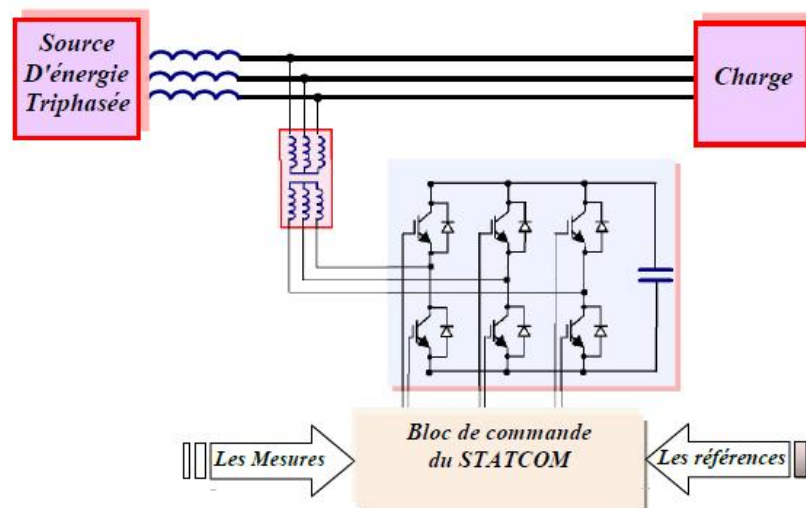 Source
D'énergie
Triphasée
Charge
Bloc de commande
du STATCOM
Les Mesures
Les références